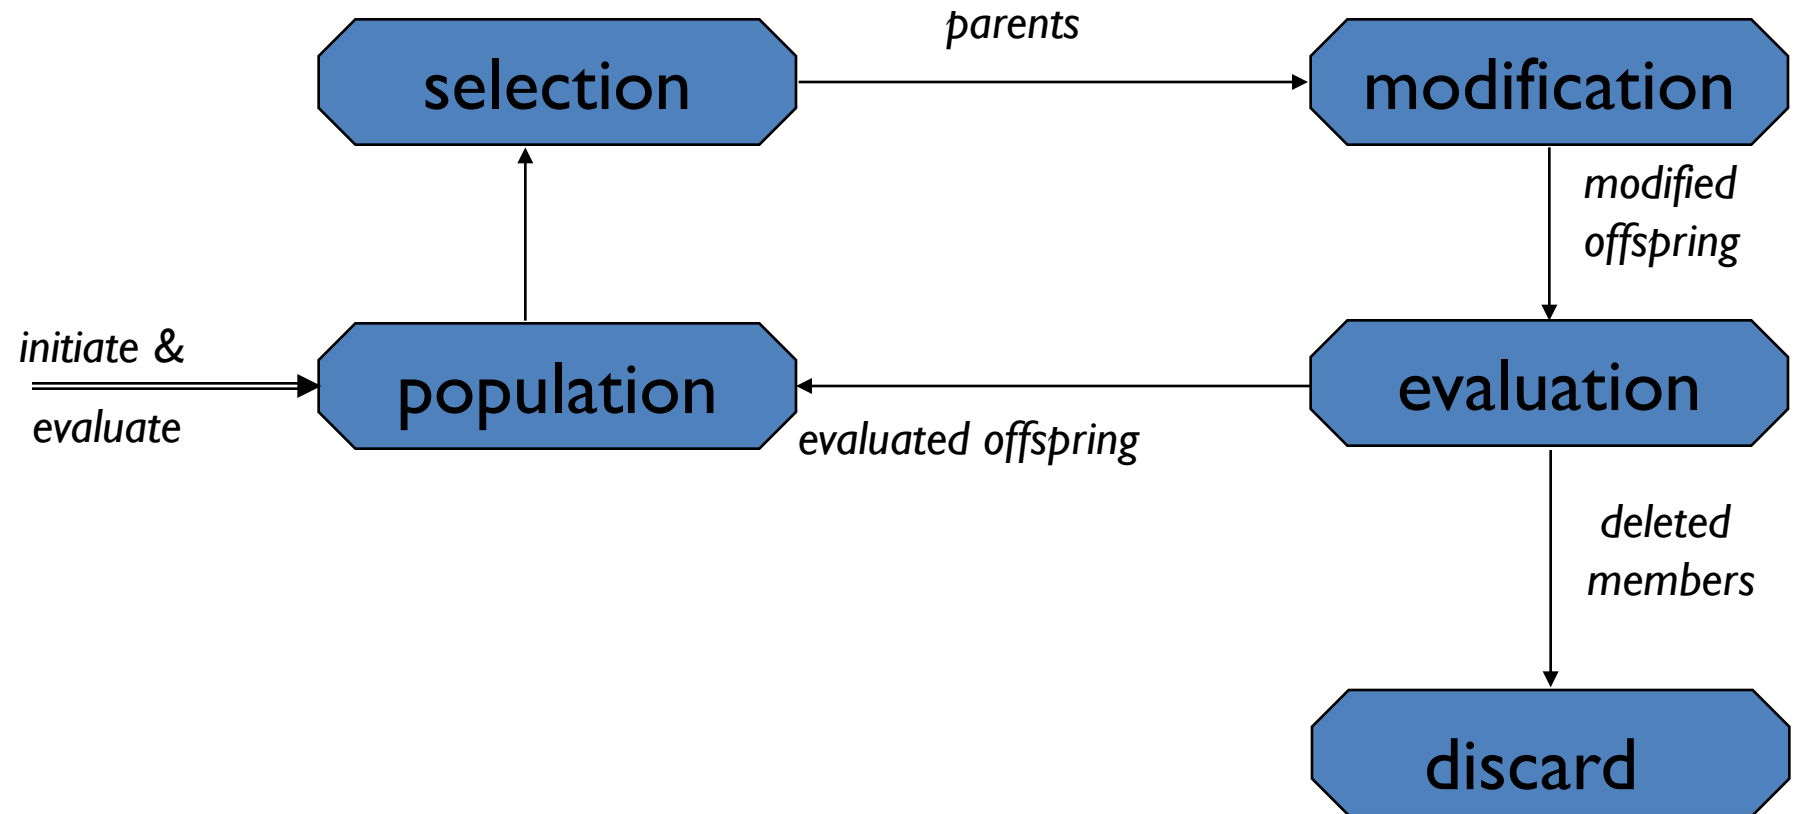 parents
selection
modification
modified
offspring
initiate &
evaluate
population
evaluation
evaluated offspring
deleted
members
discard